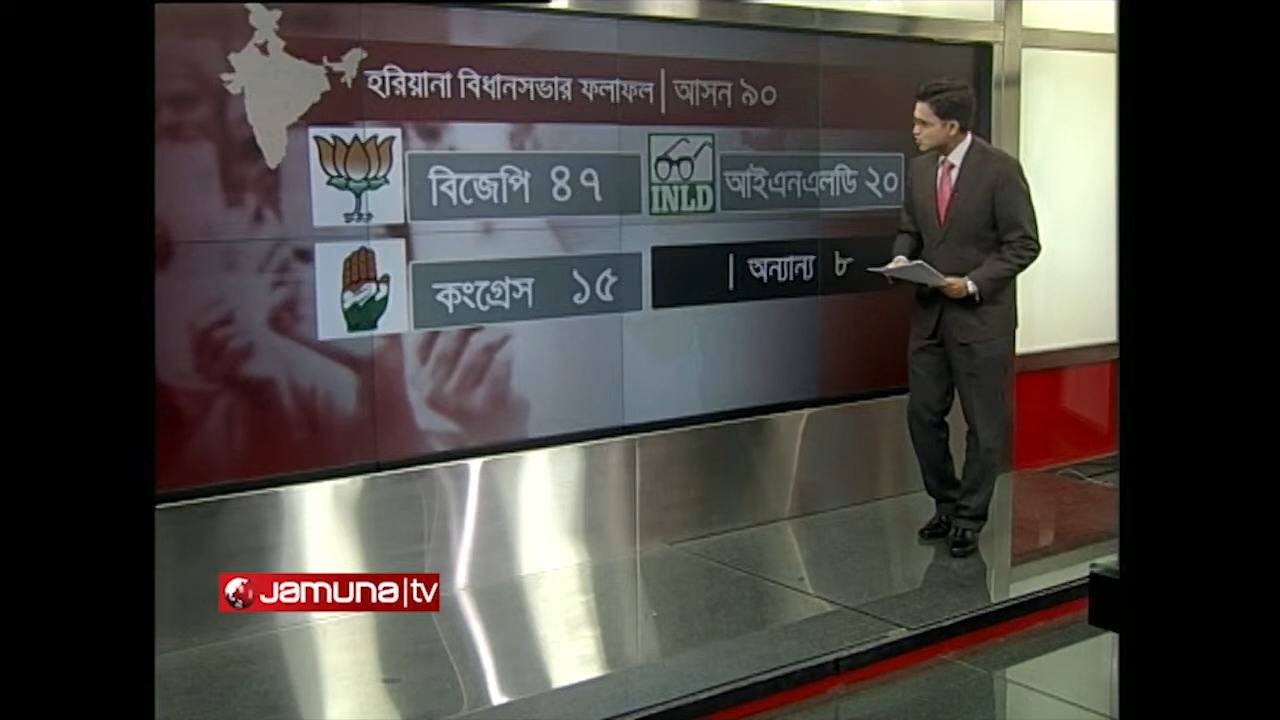 হরিয়ানা বিধানসভার ফলাফল | আসন ৯০
বিজেপি ৪৭
INLD
আইএনএলডি ২০
কংগ্রেস ১৫
| অন্যান্য ৮
JAMUNA|TV